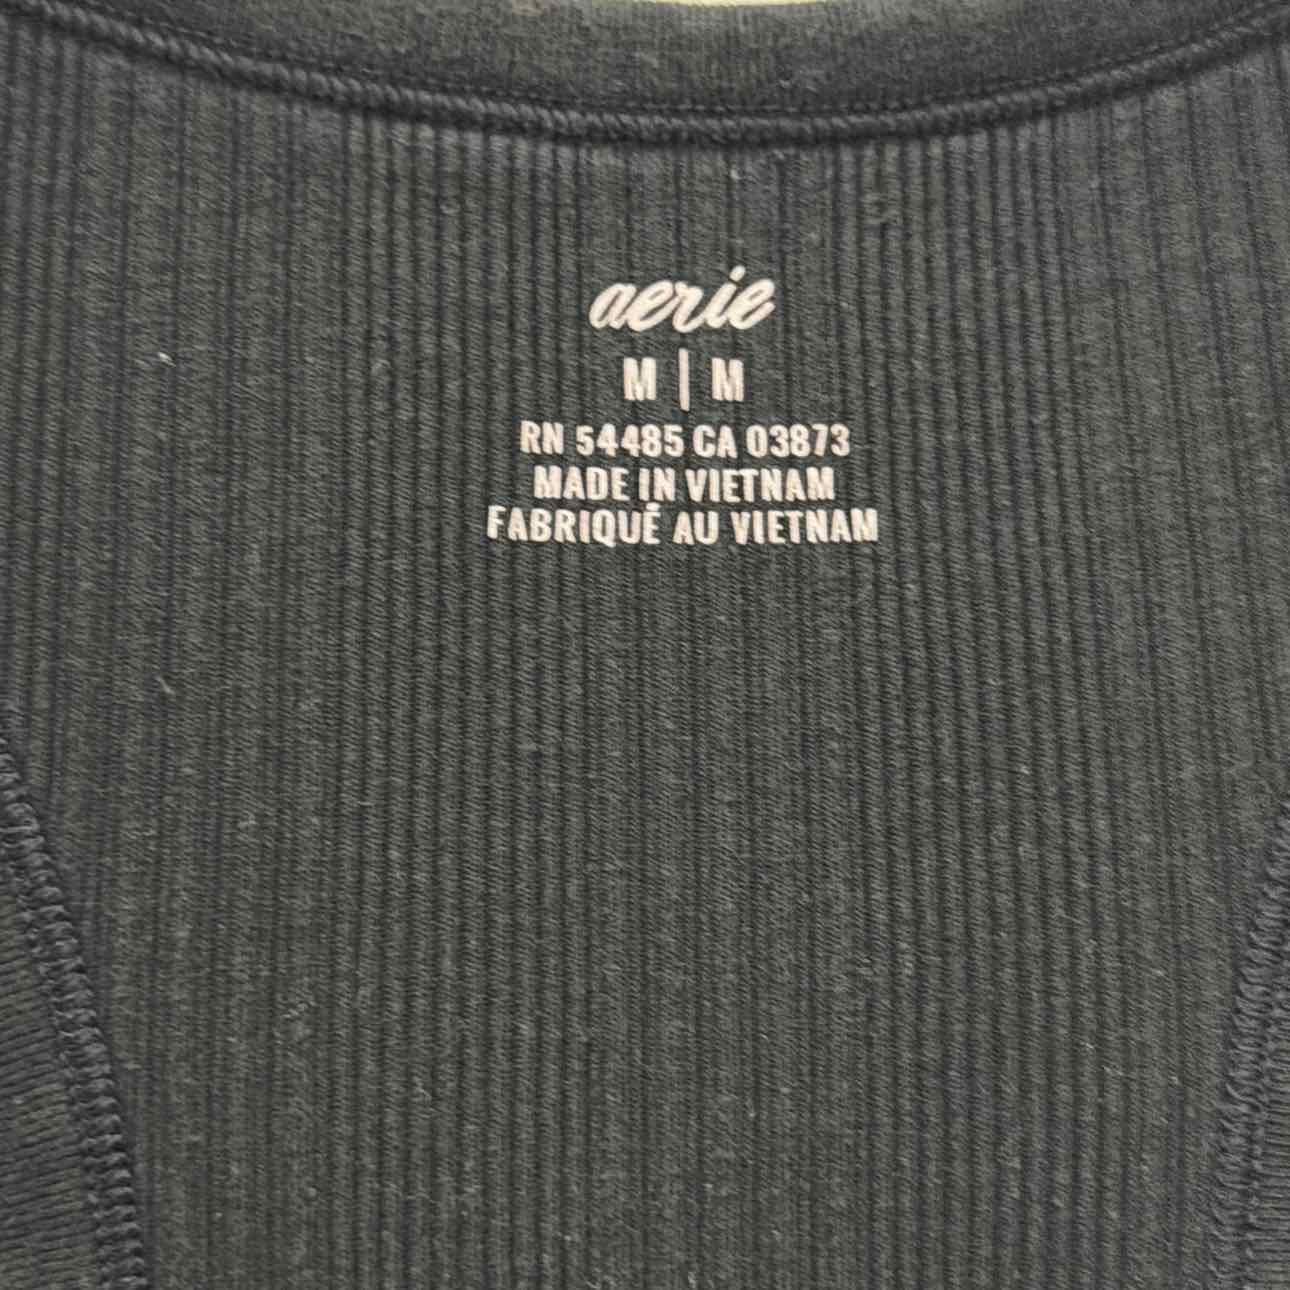 aerie
M | M
RN 54485 CA 03873
MADE IN VIETNAM
FABRIQUÉ AU VIETNAM